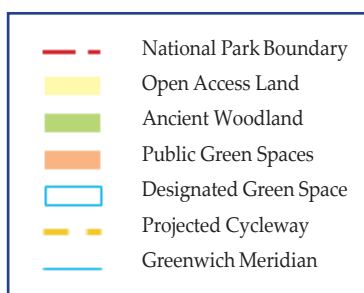 National Park Boundary
Open Access Land
Ancient Woodland
Public Green Spaces
Designated Green Space
Projected Cycleway
Greenwich Meridian